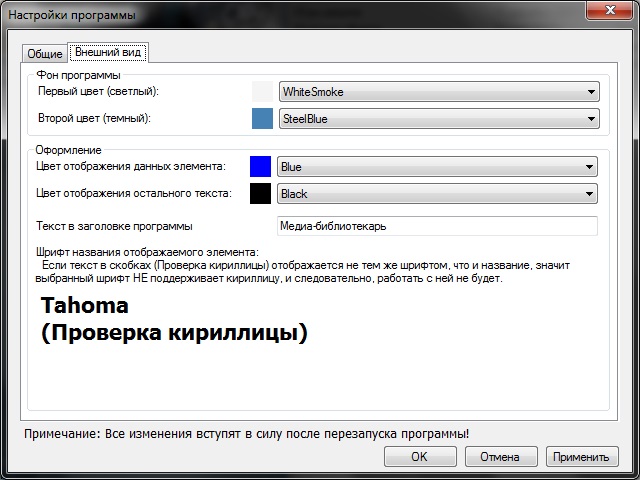 Настройки программы
Общие
Внешний вид
Фон программы
Первый цвет (светлый):
WhiteSmoke
Второй цвет (темный):
SteelBlue
Оформление
Цвет отображения данных элемента:
Blue
Цвет отображения остального текста:
Black
Текст в заголовке программы
Медиа-библиотекарь
Шрифт названия отображаемого элемента:
Если текст в скобках (Проверка кириллицы) отображается не тем же шрифтом, что и название, значит
выбранный шрифт НЕ поддерживает кириллицу, и следовательно, работать с ней не будет.
Tahoma
(Проверка кириллицы)
Примечание: Все изменения вступят в силу после перезапуска программы!
OK
Отмена
Применить